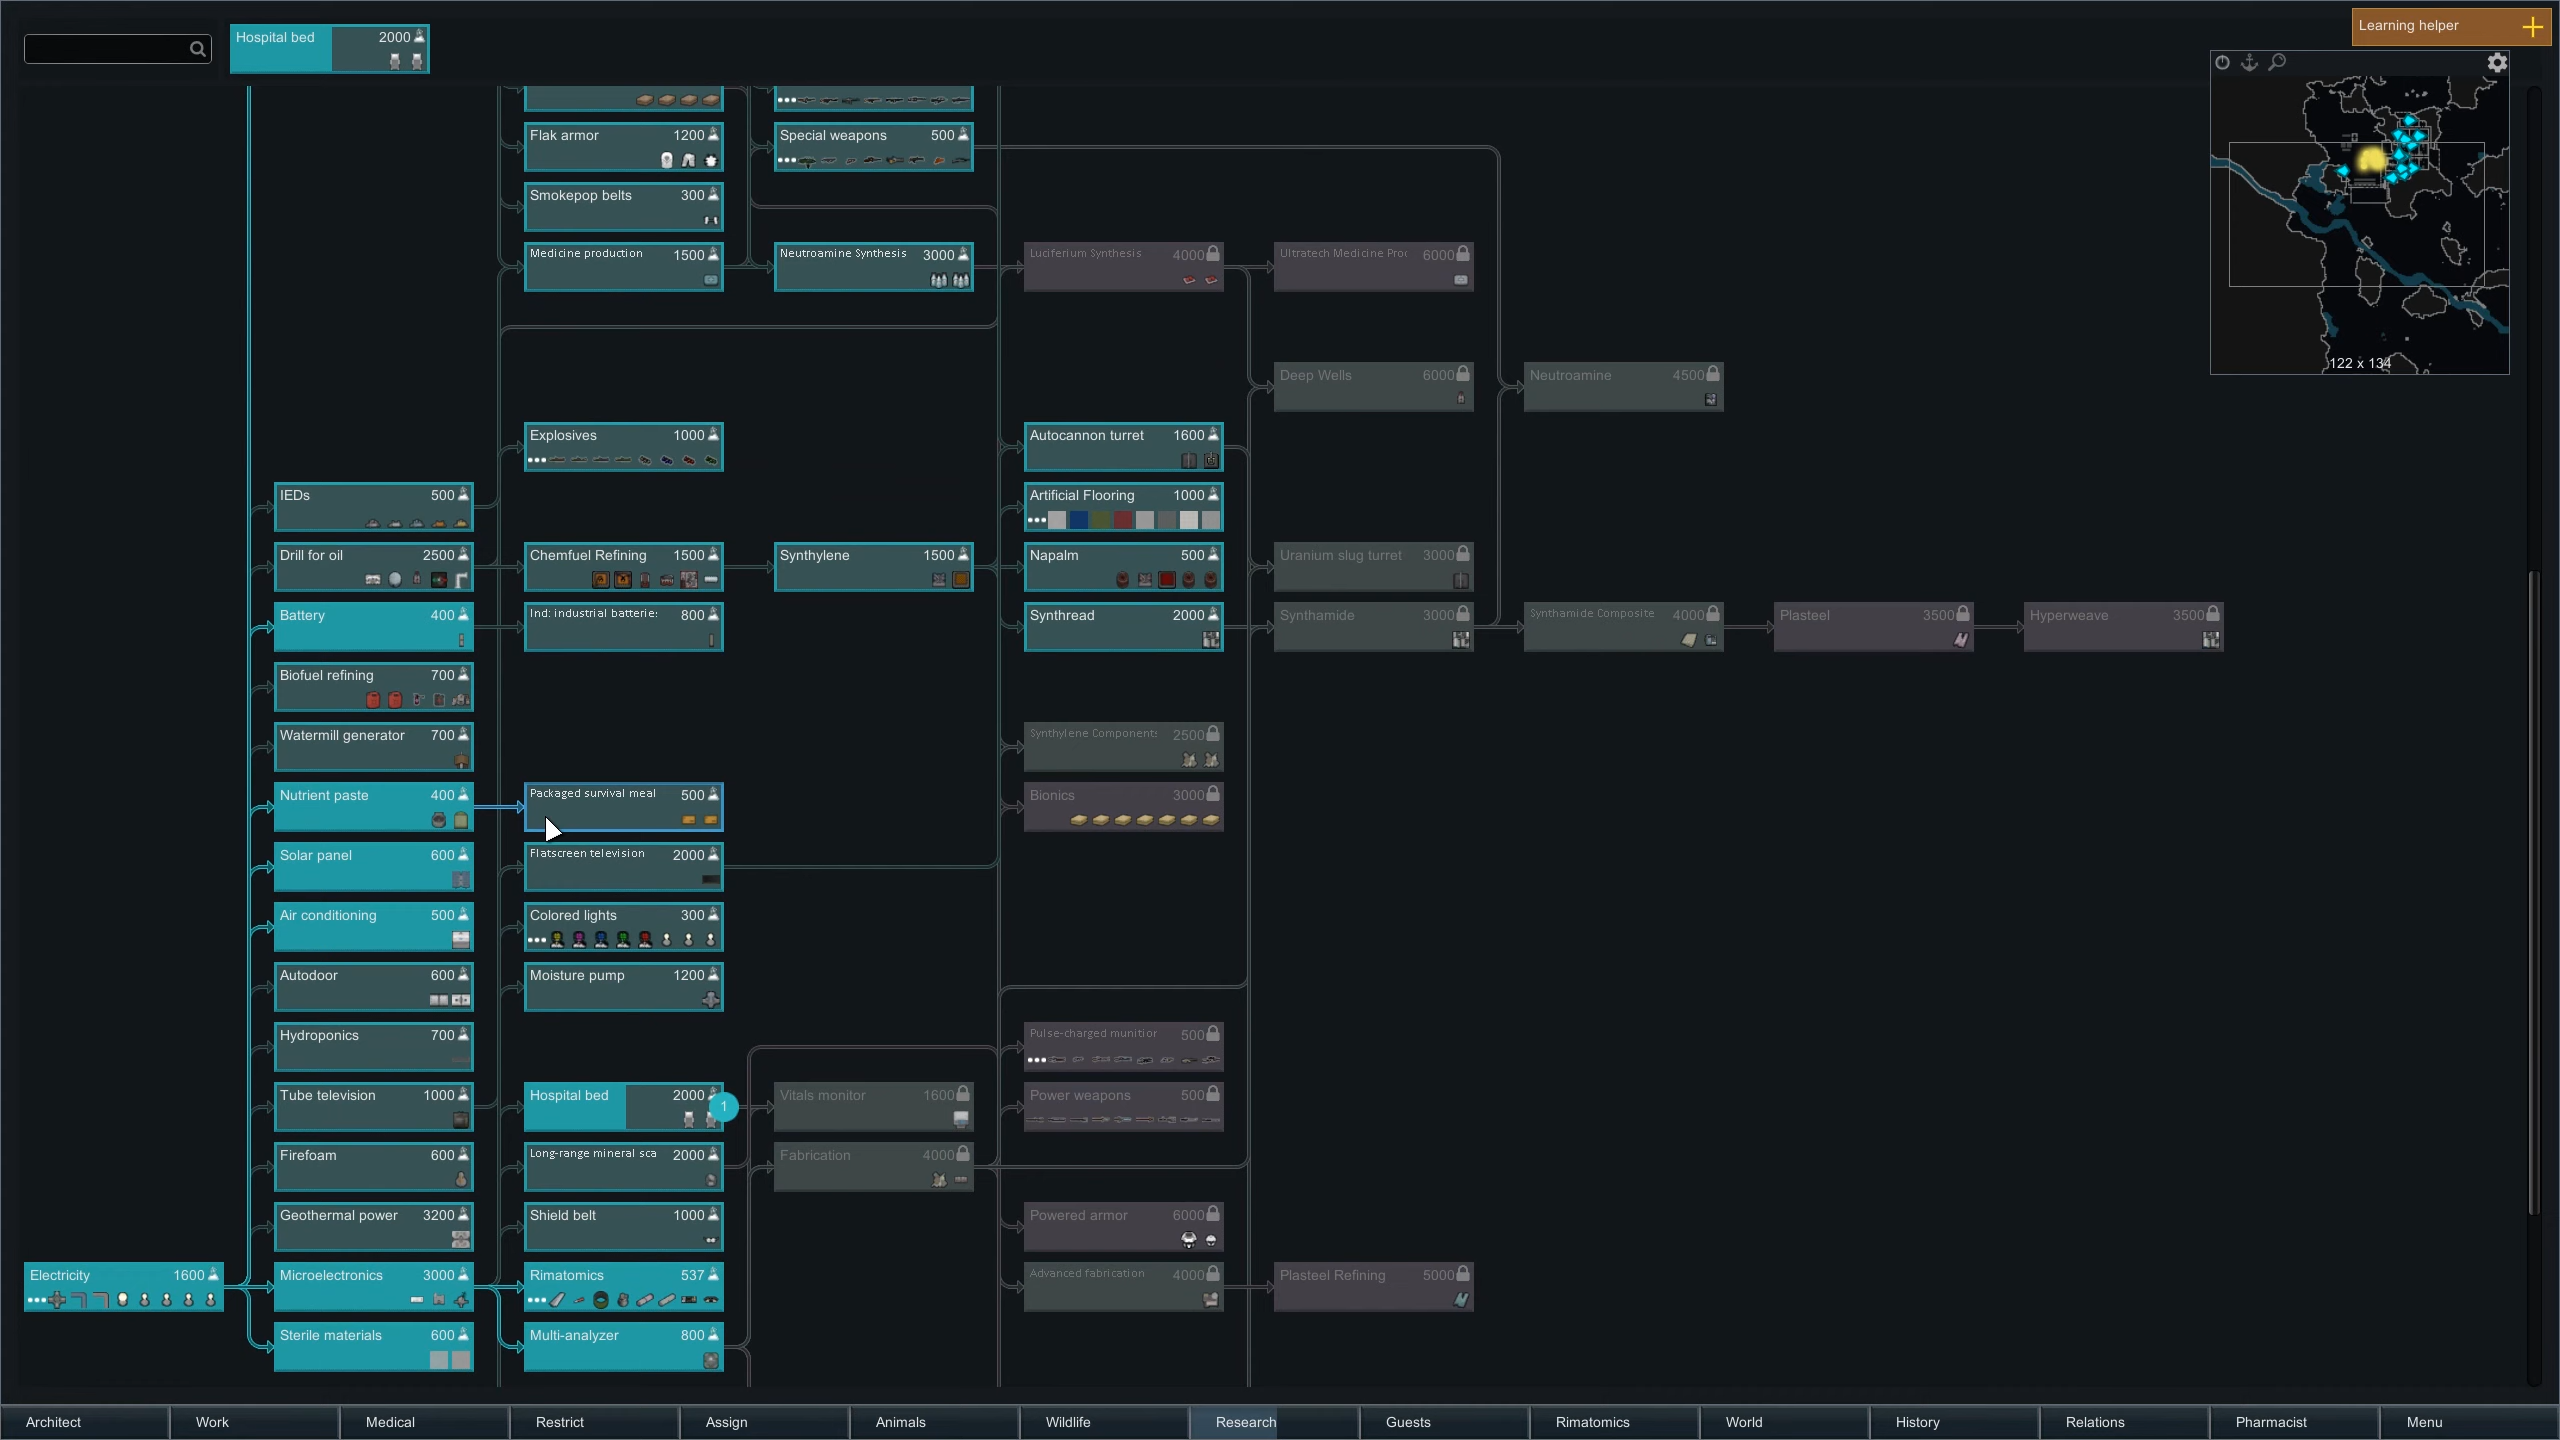 Hospital bed 2000
Learning helper
122 x 134
Flak armor 1200
Special weapons 500
Smokepop belts 300
Medicine production 1500
Neutroamine Synthesis 3000
Luciferium Synthesis 4000
Ultratech Medicine Pro 6000
Deep Wells 6000
Neutroamine 4500
Explosives 1000
Autocannon turret 1600
IEDs 500
Artificial Flooring 1000
Drill for oil 2500
Chemfuel Refining 1500
Synthylene 1500
Napalm 500
Uranium slug turret 3000
Battery 400
Ind: industrial batterie 800
Synthread 2000
Synthamide 3000
Synthamide Composite 4000
Plasteel 3500
Hyperweave 3500
Biofuel refining 700
Watermill generator 700
Synthylene Component 2500
Nutrient paste 400
Packaged survival meal 500
Bionics 3000
Solar panel 600
Flatscreen television 2000
Air conditioning 500
Colored lights 300
Autodoor 600
Moisture pump 1200
Hydroponics 700
Pulse-charged munition 500
Tube television 1000
Hospital bed 2000
1
Vitals monitor 1600
Power weapons 500
Firefoam 600
Long-range mineral sca 2000
Fabrication 4000
Geothermal power 3200
Shield belt 1000
Powered armor 6000
Electricity 1600
Microelectronics 3000
Rimatomics 537
Advanced fabrication 4000
Plasteel Refining 5000
Sterile materials 600
Multi-analyzer 800
Architect Work Medical Restrict Assign Animals Wildlife Research Guests Rimatomics World History Relations Pharmacist Menu